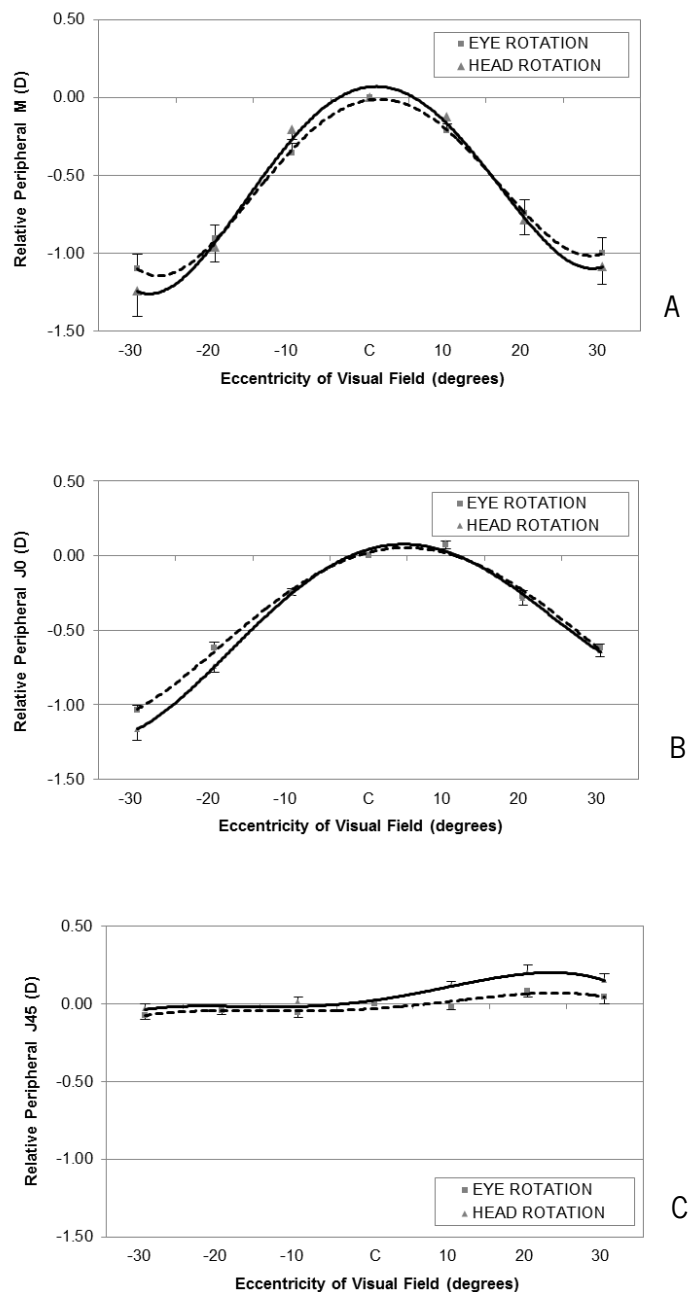 0.50
EYE ROTATION
HEAD ROTATION
0.00
-0.50
-1.00
-1.50
Relative Peripheral M (D)
-30 -20 -10 C 10 20 30
Eccentricity of Visual Field (degrees)
A
0.50
EYE ROTATION
HEAD ROTATION
0.00
-0.50
-1.00
-1.50
Relative Peripheral J0 (D)
-30 -20 -10 C 10 20 30
Eccentricity of Visual Field (degrees)
B
0.50
0.00
-0.50
-1.00
-1.50
Relative Peripheral J45 (D)
EYE ROTATION
HEAD ROTATION
-30 -20 -10 C 10 20 30
Eccentricity of Visual Field (degrees)
C